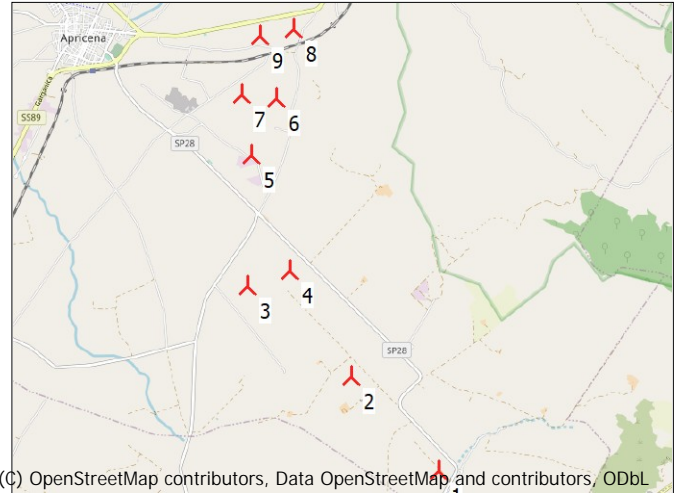 Apricena
9
8
Garganica
SS89
7
6
SP28
5
3
4
SP28
2
1
(C) OpenStreetMap contributors, Data OpenStreetMap and contributors, ODbL